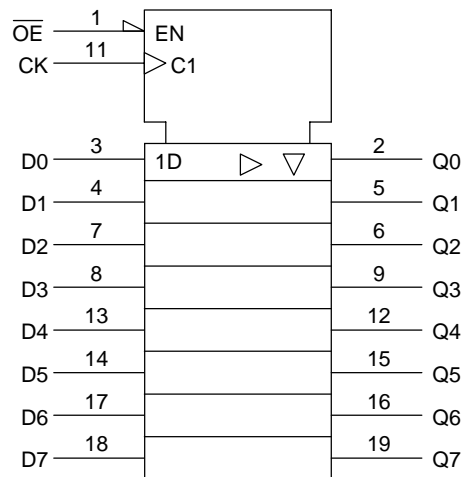 OE 1 EN
CK 11 C1
D0 3 1D 2 Q0
D1 4 5 Q1
D2 7 6 Q2
D3 8 9 Q3
D4 13 12 Q4
D5 14 15 Q5
D6 17 16 Q6
D7 18 19 Q7